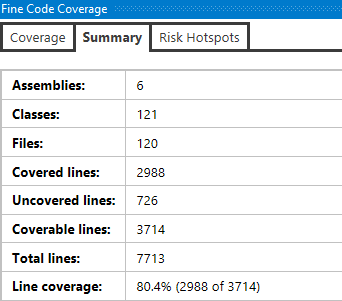 Fine Code Coverage
Coverage Summary Risk Hotspots
Assemblies: 6
Classes: 121
Files: 120
Covered lines: 2988
Uncovered lines: 726
Coverable lines: 3714
Total lines: 7713
Line coverage: 80.4% (2988 of 3714)